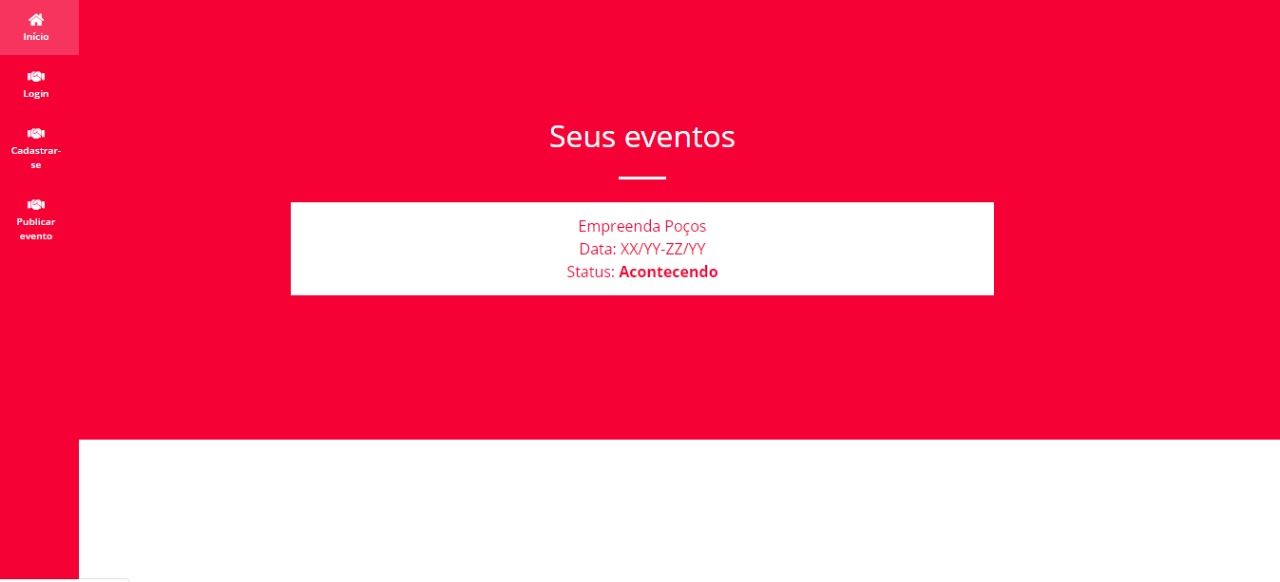 Início
Login
Cadastrar-
se
Publicar
evento
Seus eventos
Empreenda Poços
Data: XX/YY-ZZ/YY
Status: Acontecendo